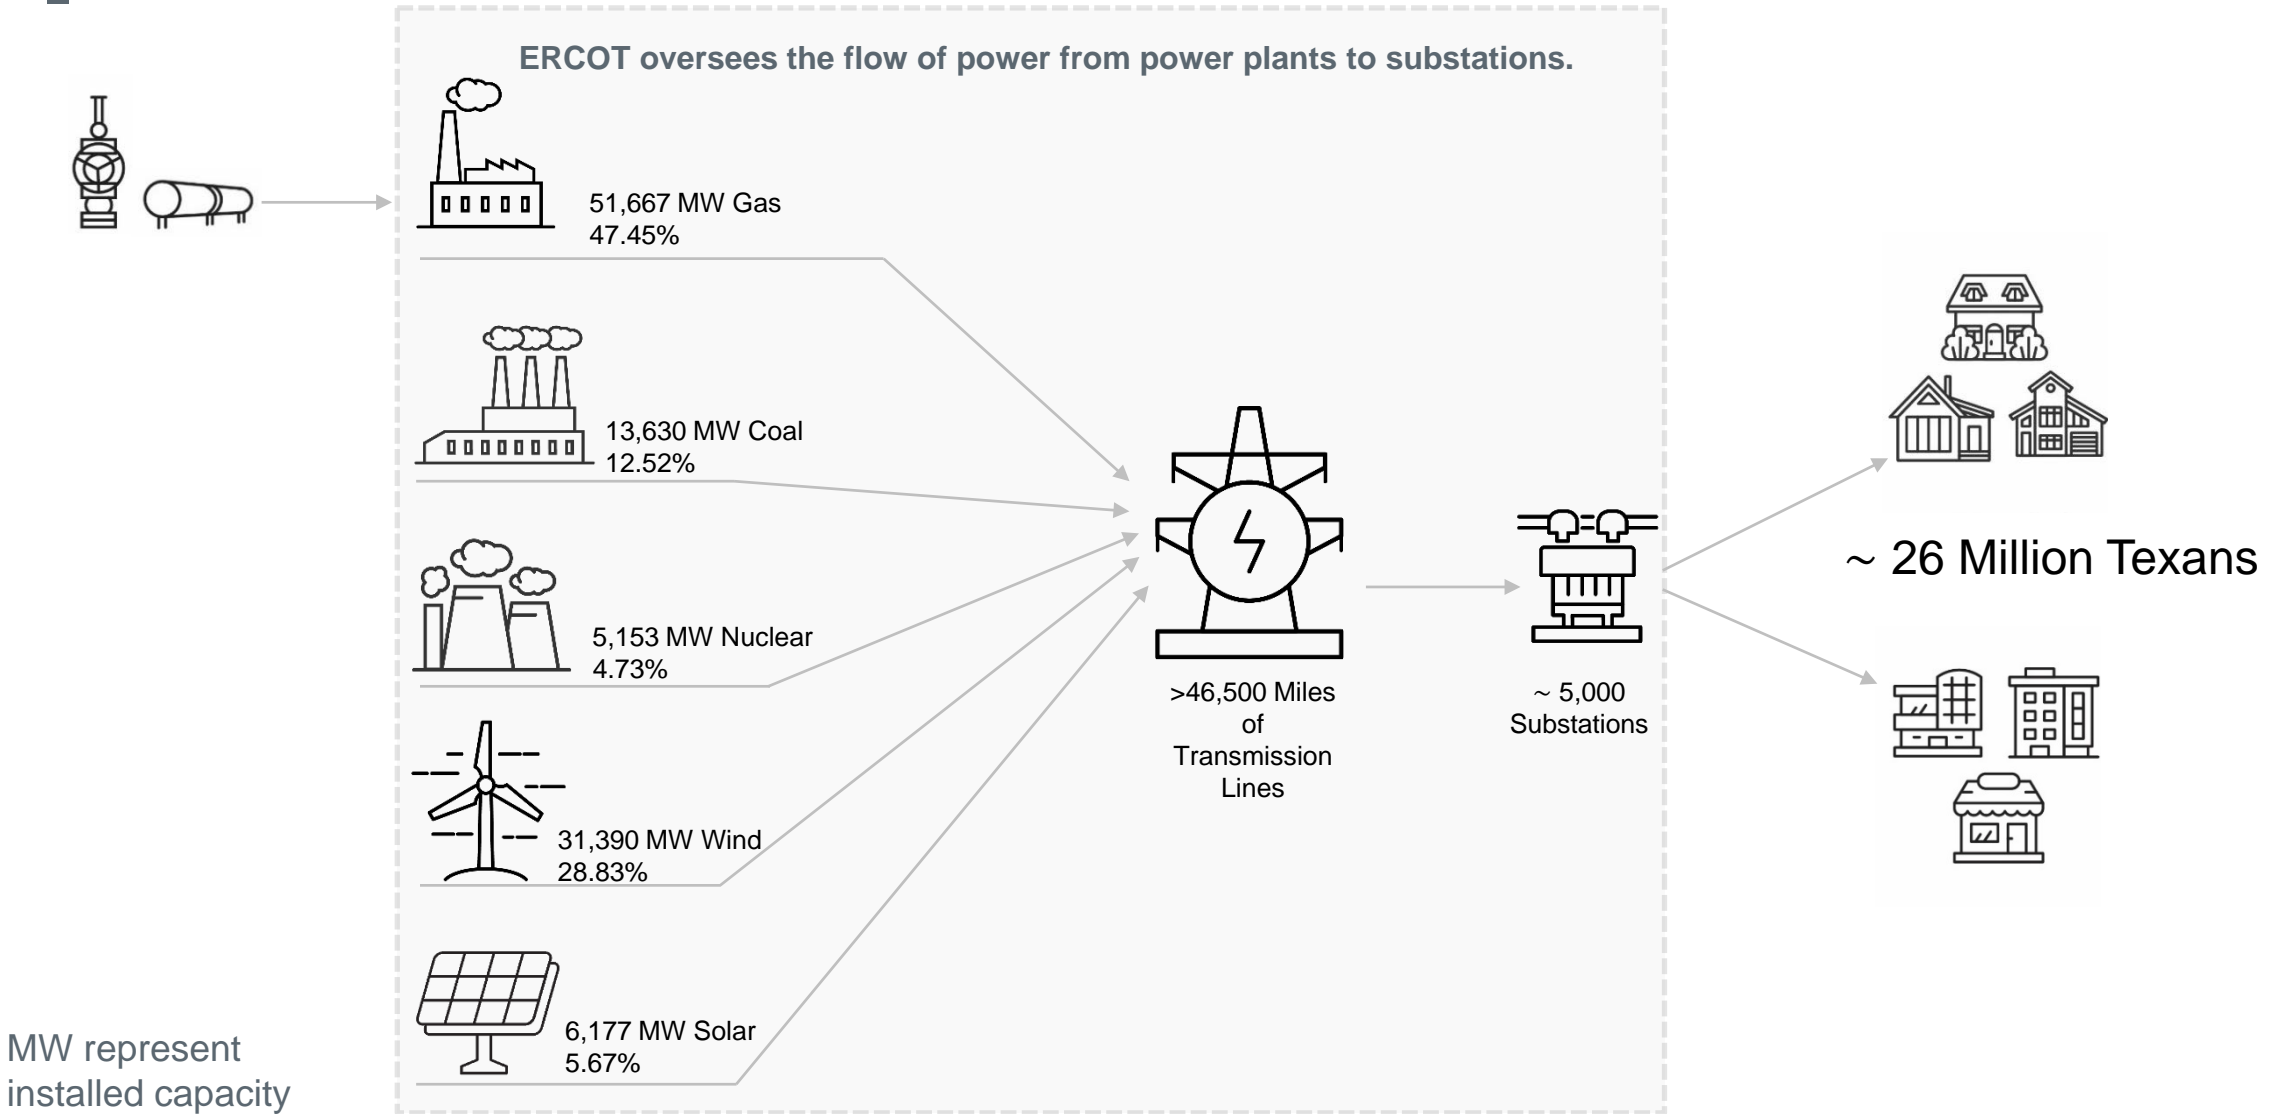 ERCOT oversees the flow of power from power plants to substations.
51,667 MW Gas
47.45%
13,630 MW Coal
12.52%
5,153 MW Nuclear
4.73%
31,390 MW Wind
28.83%
6,177 MW Solar
5.67%
>46,500 Miles
of
Transmission
Lines
~ 5,000
Substations
~ 26 Million Texans
MW represent
installed capacity